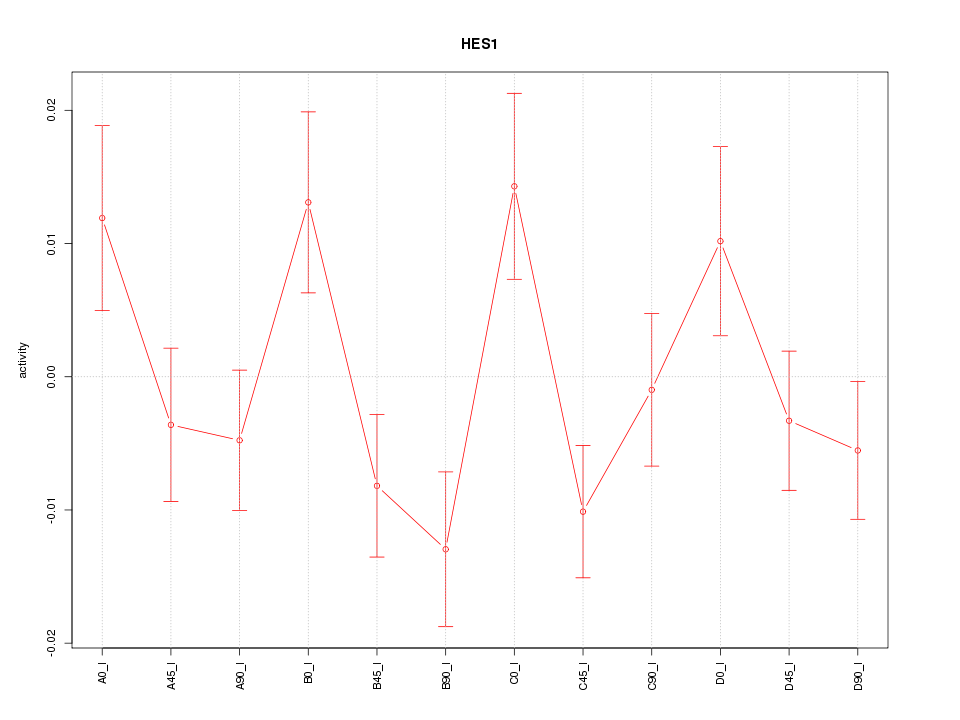 HES1
activity
0.02
0.01
0.00
-0.01
-0.02
A0_I
A45_I
A90_I
B0_I
B45_I
B90_I
C0_I
C45_I
C90_I
D0_I
D45_I
D90_I